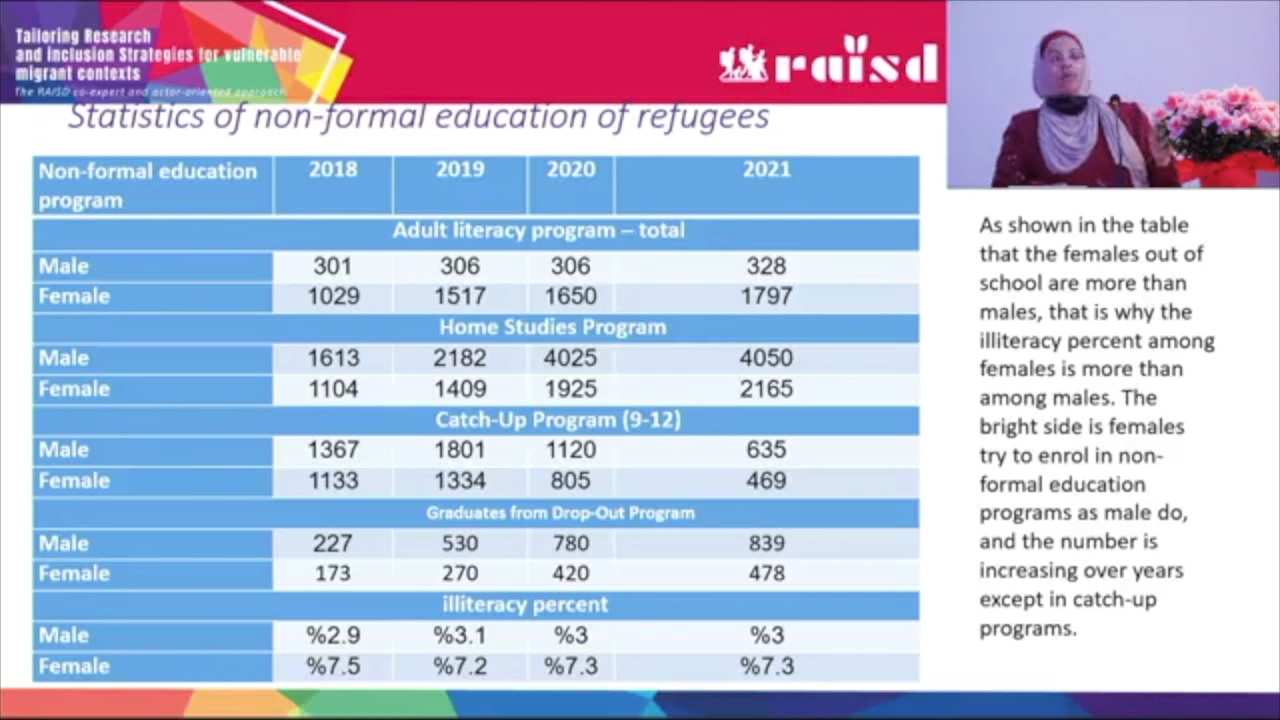 Tailoring Research
and Inclusion Strategies for vulnerable
migrant contexts
The RAISD co-expert and actor-oriented approach
raisd
Statistics of non-formal education of refugees
Non-formal education program 2018 2019 2020 2021
Adult literacy program – total
Male 301 306 306 328
Female 1029 1517 1650 1797
Home Studies Program
Male 1613 2182 4025 4050
Female 1104 1409 1925 2165
Catch-Up Program (9-12)
Male 1367 1801 1120 635
Female 1133 1334 805 469
Graduates from Drop-Out Program
Male 227 530 780 839
Female 173 270 420 478
illiteracy percent
Male %2.9 %3.1 %3 %3
Female %7.5 %7.2 %7.3 %7.3
As shown in the table
that the females out of
school are more than
males, that is why the
illiteracy percent among
females is more than
among males. The
bright side is females
try to enrol in non-
formal education
programs as male do,
and the number is
increasing over years
except in catch-up
programs.